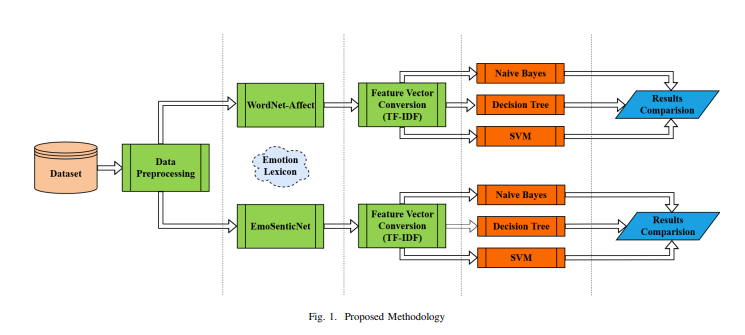 Naive Bayes
WordNet-Affect
Feature Vector
Conversion
(TF-IDF)
Decision Tree
Results
Comparision
SVM
Dataset
Data
Preprocessing
Emotion
Lexicon
Naive Bayes
EmoSenticNet
Feature Vector
Conversion
(TF-IDF)
Decision Tree
Results
Comparision
SVM
Fig. 1. Proposed Methodology